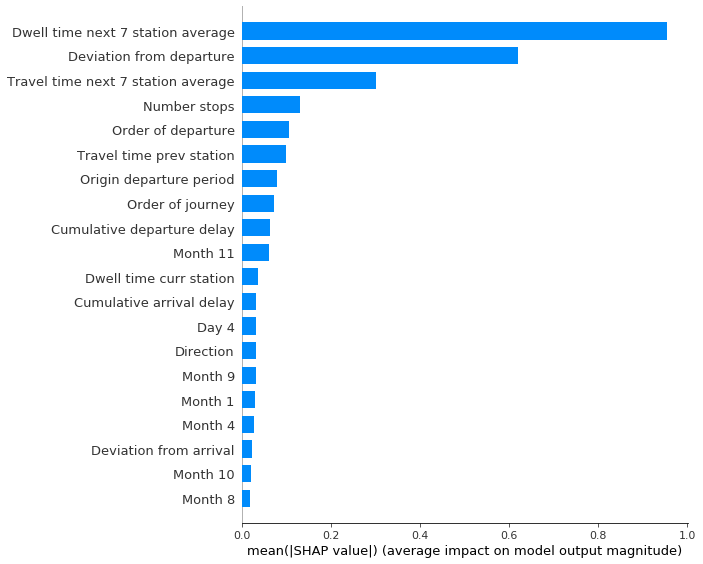 Dwell time next 7 station average
Deviation from departure
Travel time next 7 station average
Number stops
Order of departure
Travel time prev station
Origin departure period
Order of journey
Cumulative departure delay
Month 11
Dwell time curr station
Cumulative arrival delay
Day 4
Direction
Month 9
Month 1
Month 4
Deviation from arrival
Month 10
Month 8
0.0 0.2 0.4 0.6 0.8 1.0
mean(|SHAP value|) (average impact on model output magnitude)